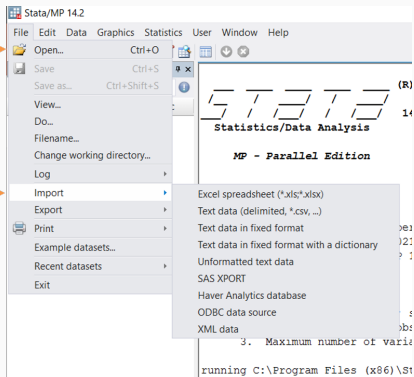 Stata/MP 14.2
File Edit Data Graphics Statistics User Window Help
Open... Ctrl+O
Save Ctrl+S
Save as... Ctrl+Shift+S
View...
Do...
Filename...
Change working directory...
Log
Import
Export
Print
Example datasets...
Recent datasets
Exit
Excel spreadsheet (*.xls;*.xlsx)
Text data (delimited, *.csv, ...)
Text data in fixed format
Text data in fixed format with a dictionary
Unformatted text data
SAS XPORT
Haver Analytics database
ODBC data source
XML data
(R)
Statistics/Data Analysis
MP - Parallel Edition
3. Maximum number of varia
running C:\Program Files (x86)\St